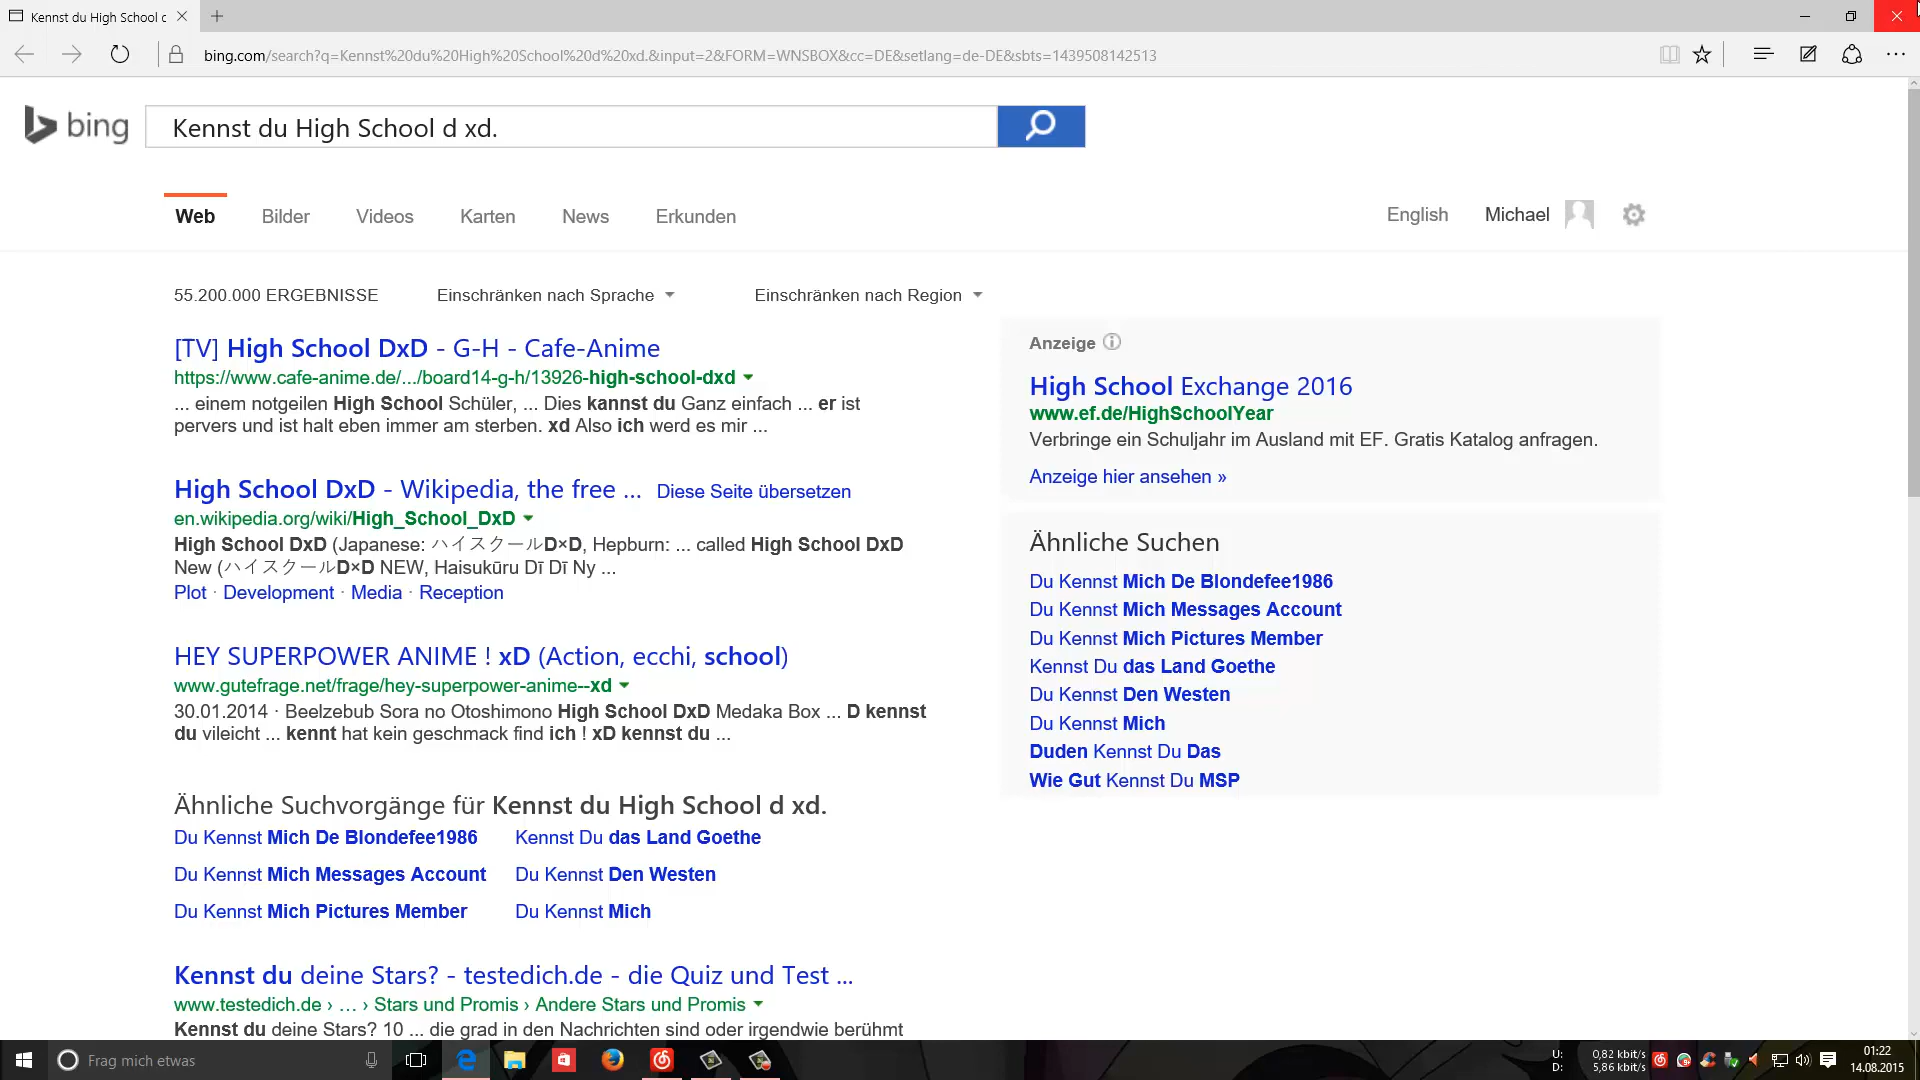 Kennst du High School d
bing.com/search?q=Kennst%20du%20High%20School%20d%20xd.&input=2&FORM=WNSBOX&cc=DE&setlang=de-DE&sbts=1439508142513
bing
Kennst du High School d xd.
Web Bilder Videos Karten News Erkunden
English Michael
55.200.000 ERGEBNISSE Einschränken nach Sprache Einschränken nach Region
[TV] High School DxD - G-H - Cafe-Anime
https://www.cafe-anime.de/.../board14-g-h/13926-high-school-dxd
... einem notgeilen High School Schüler, ... Dies kannst du Ganz einfach ... er ist
pervers und ist halt eben immer am sterben. xd Also ich werd es mir ...
High School DxD - Wikipedia, the free ... Diese Seite übersetzen
en.wikipedia.org/wiki/High_School_DxD
High School DxD (Japanese: ハイスクールD×D, Hepburn: ... called High School DxD
New (ハイスクールD×D NEW, Haisukūru Dī Dī Ny ...
Plot · Development · Media · Reception
HEY SUPERPOWER ANIME ! xD (Action, ecchi, school)
www.gutefrage.net/frage/hey-superpower-anime--xd
30.01.2014 · Beelzebub Sora no Otoshimono High School DxD Medaka Box ... D kennst
du vileicht ... kennt hat kein geschmack find ich ! xD kennst du ...
Ähnliche Suchvorgänge für Kennst du High School d xd.
Du Kennst Mich De Blondefee1986 Kennst Du das Land Goethe
Du Kennst Mich Messages Account Du Kennst Den Westen
Du Kennst Mich Pictures Member Du Kennst Mich
Kennst du deine Stars? - testedich.de - die Quiz und Test ...
www.testedich.de › … › Stars und Promis › Andere Stars und Promis
Kennst du deine Stars? 10 ... die grad in den Nachrichten sind oder irgendwie berühmt
Anzeige
High School Exchange 2016
www.ef.de/HighSchoolYear
Verbringe ein Schuljahr im Ausland mit EF. Gratis Katalog anfragen.
Anzeige hier ansehen »
Ähnliche Suchen
Du Kennst Mich De Blondefee1986
Du Kennst Mich Messages Account
Du Kennst Mich Pictures Member
Kennst Du das Land Goethe
Du Kennst Den Westen
Du Kennst Mich
Duden Kennst Du Das
Wie Gut Kennst Du MSP
Frag mich etwas
U: 0,82 kbit/s
D: 5,86 kbit/s
01:22
14.08.2015